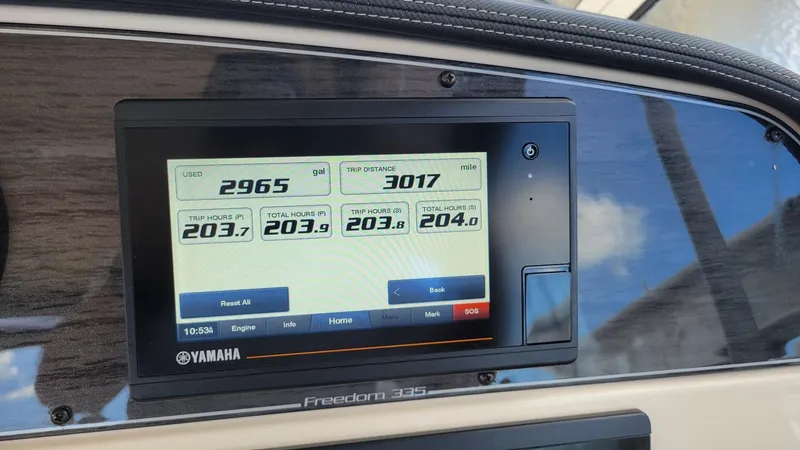 USED gal
2965
TRIP DISTANCE mile
3017
TRIP HOURS (P)
203.7
TOTAL HOURS (P)
203.9
TRIP HOURS (S)
203.8
TOTAL HOURS (S)
204.0
Reset All
< Back
10:53
Engine
Info
Home
Menu
Mark
SOS
YAMAHA
Freedom 335